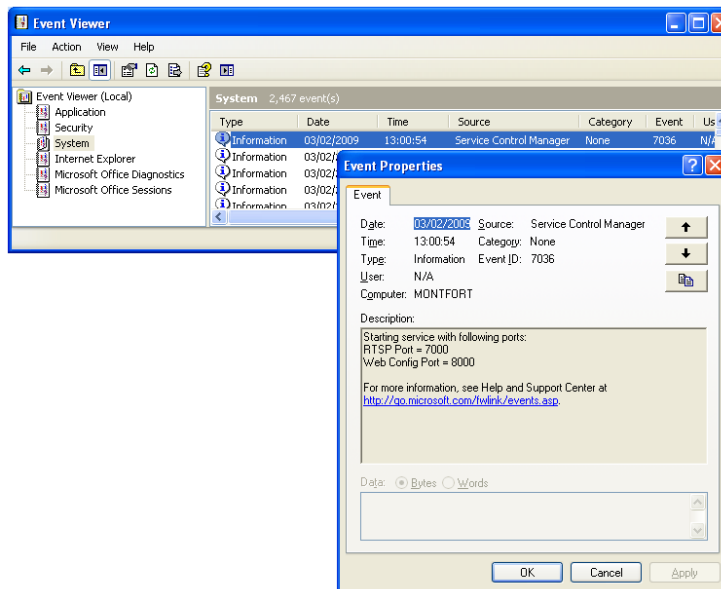 Event Viewer
File Action View Help
Event Viewer (Local)
Application
Security
System
Internet Explorer
Microsoft Office Diagnostics
Microsoft Office Sessions
System 2,467 event(s)
Type Date Time Source Category Event Us
Information 03/02/2009 13:00:54 Service Control Manager None 7036 N/A
Information 03/02/
Information 03/02/
Information 03/02/
Information 03/02/
Event Properties
Event
Date: 03/02/2009 Source: Service Control Manager
Time: 13:00:54 Category: None
Type: Information Event ID: 7036
User: N/A
Computer: MONTFORT
Description:
Starting service with following ports:
RTSP Port = 7000
Web Config Port = 8000
For more information, see Help and Support Center at
http://go.microsoft.com/fwlink/events.asp.
Data: Bytes Words
OK Cancel Apply